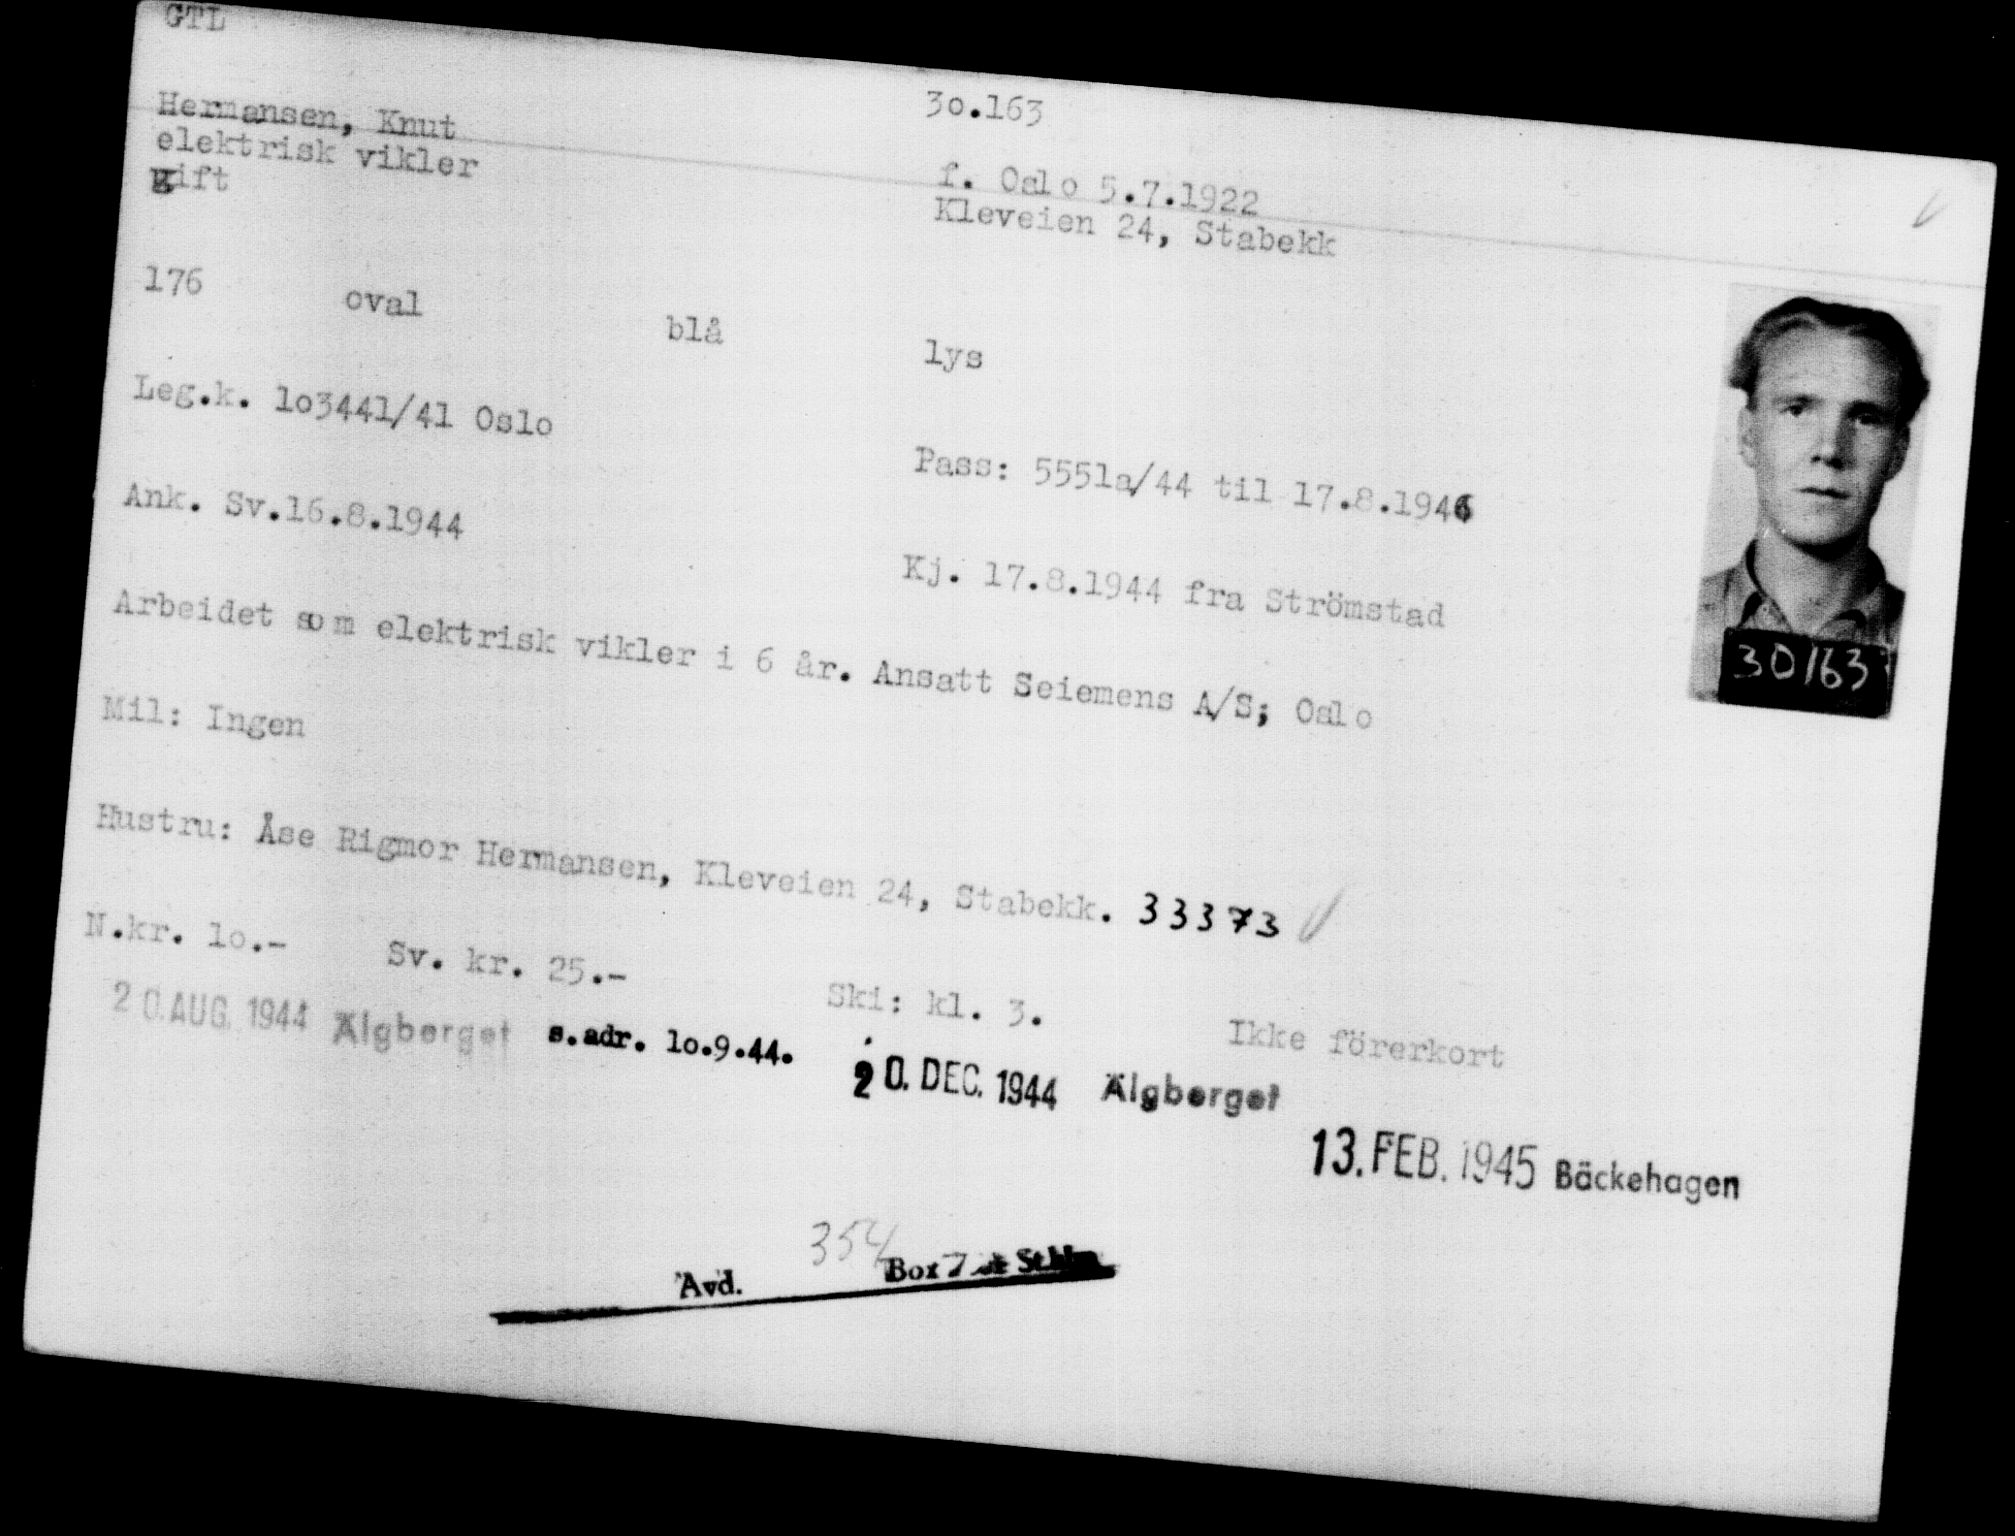 GTL
30.163
Hermansen, Knut
elektrisk vikler
gift
f. Oslo 5.7.1922
Kleveien 24, Stabekk
176 oval blå lys
Leg.k. lo3441/41 Oslo
Pass: 5551a/44 til 17.8.1946
Ank. Sv.16.8.1944
Kj. 17.8.1944 fra Strömstad
Arbeidet som elektrisk vikler i 6 år. Ansatt Seiemens A/S; Oslo
Mil: Ingen
Hustru: Åse Rigmor Hermansen, Kleveien 24, Stabekk. 33373
N.kr. lo.- Sv. kr. 25.- Ski: kl. 3. Ikke förerkort
20. AUG. 1944 Älgberget s.adr. lo.9.44. 20. DEC. 1944 Älgberget
13. FEB. 1945 Bäckehagen
Avd. Box 7
30163